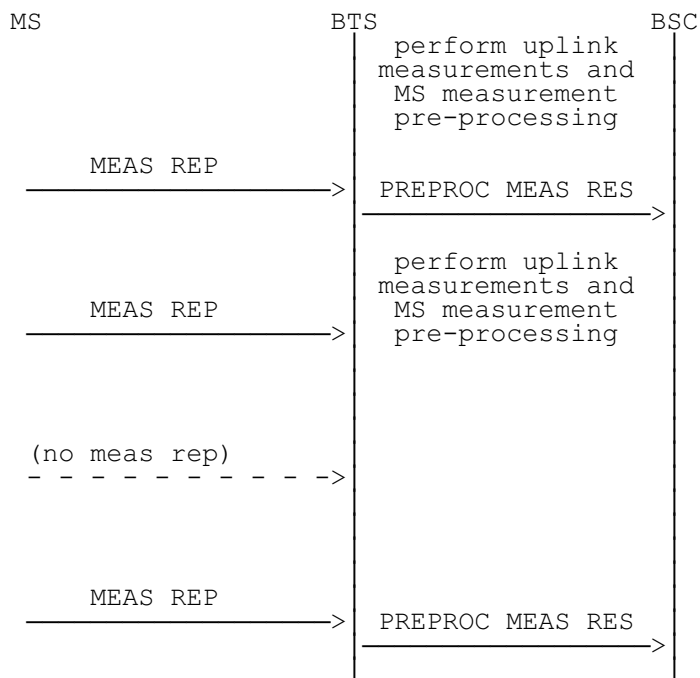 MS BTS BSC
perform uplink
measurements and
MS measurement
pre-processing
MEAS REP
PREPROC MEAS RES
perform uplink
measurements and
MS measurement
pre-processing
MEAS REP
(no meas rep)
MEAS REP
PREPROC MEAS RES